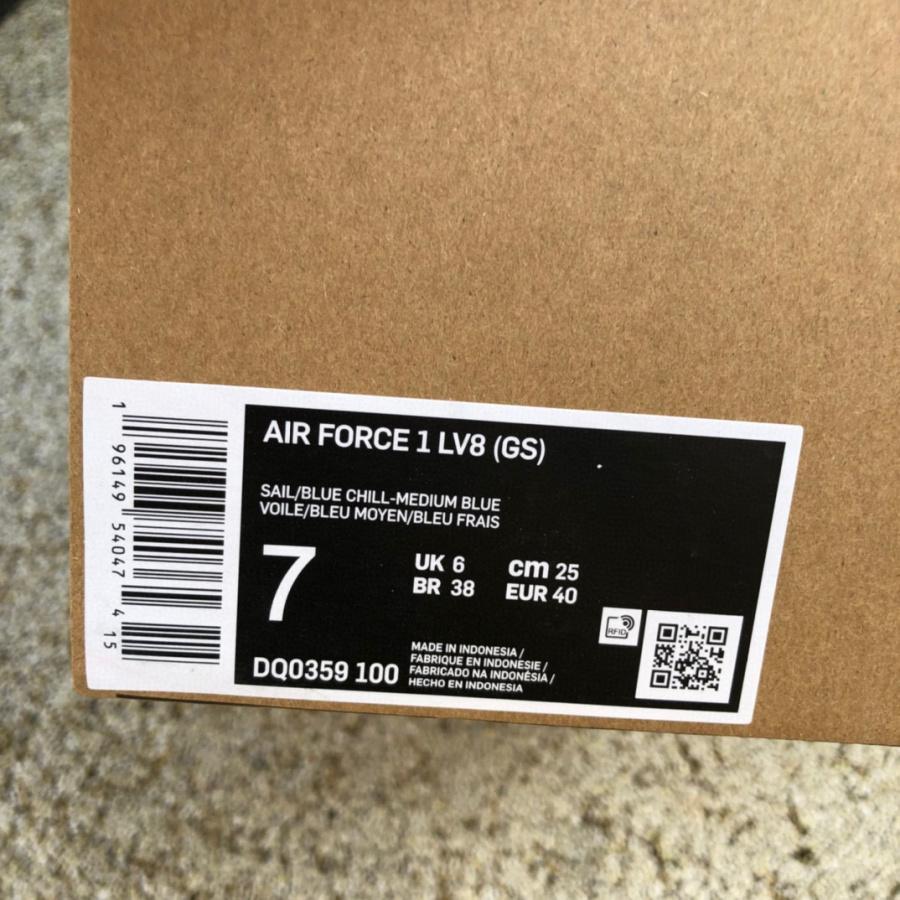 1 96149 54047 4 15
AIR FORCE 1 LV8 (GS)
SAIL/BLUE CHILL-MEDIUM BLUE
VOILE/BLEU MOYEN/BLEU FRAIS
7
UK 6 cm 25
BR 38 EUR 40
RFID
DQ0359 100
MADE IN INDONESIA /
FABRIQUE EN INDONESIE /
FABRICADO NA INDONÉSIA /
HECHO EN INDONESIA